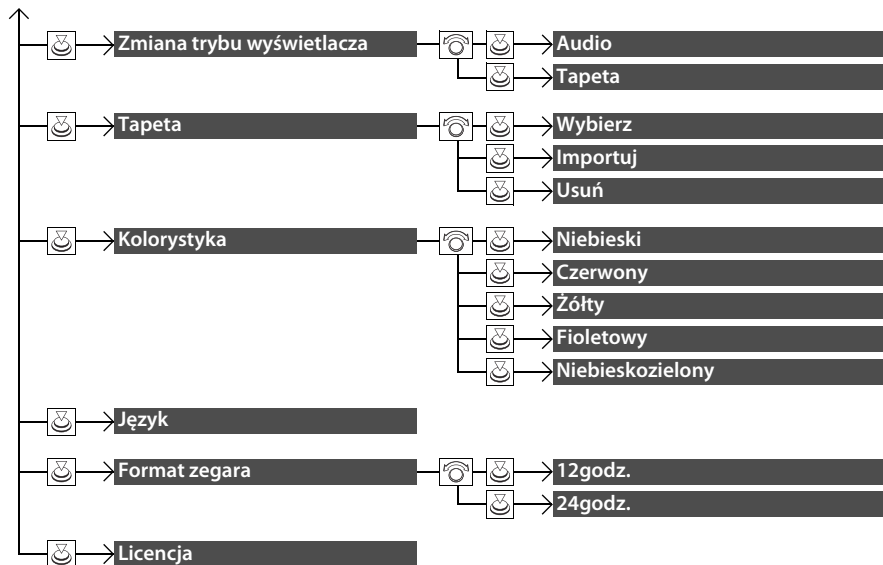 Zmiana trybu wyświetlacza
Audio
Tapeta
Tapeta
Wybierz
Importuj
Usuń
Kolorystyka
Niebieski
Czerwony
Żółty
Fioletowy
Niebieskozielony
Język
Format zegara
12godz.
24godz.
Licencja